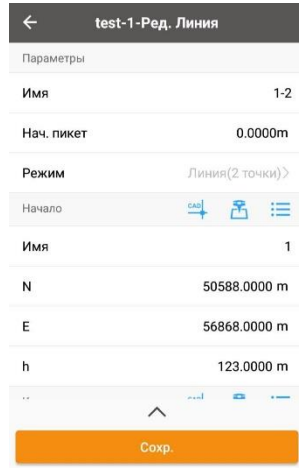 test-1-Ред. Линия
Параметры
Имя 1-2
Нач. пикет 0.0000m
Режим Линия(2 точки)
Начало CAD
Имя 1
N 50588.0000 m
E 56868.0000 m
h 123.0000 m
Сохр.